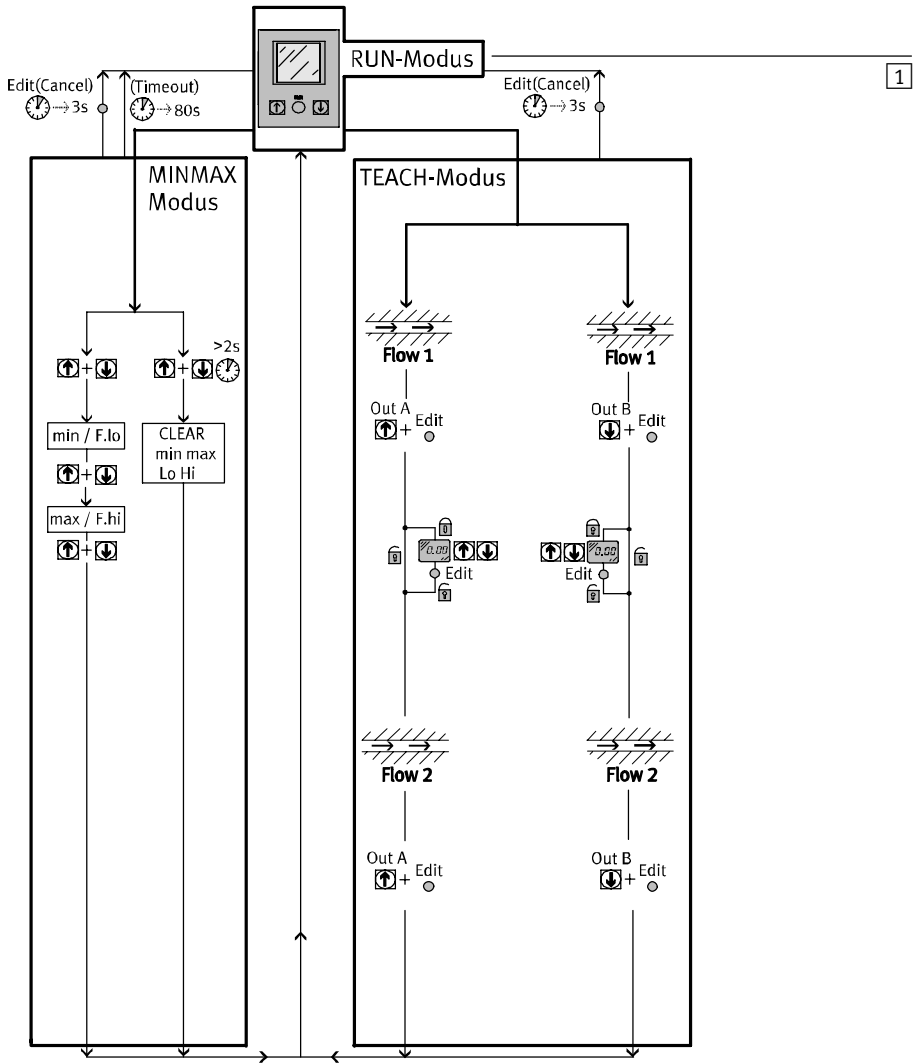 RUN-Modus
1
Edit(Cancel)
3s
(Timeout)
80s
Edit(Cancel)
3s
MINMAX
Modus
TEACH-Modus
>2s
+
+
min / F.lo
+
max / F.hi
+
CLEAR
min max
Lo Hi
Flow 1
Flow 1
Out A
+ Edit
Out B
+ Edit
0.00
Edit
0.00
Edit
Flow 2
Flow 2
Out A
+ Edit
Out B
+ Edit